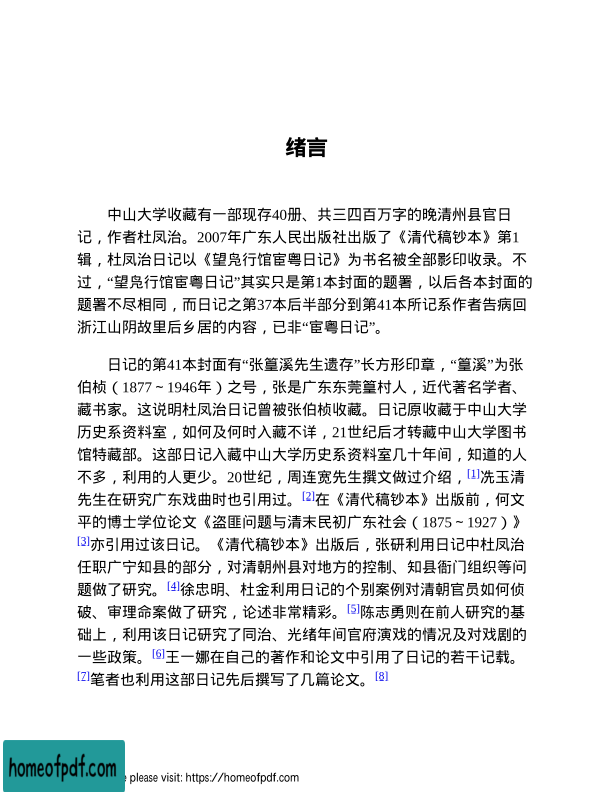 绪言
中山大学收藏有一部现存40册、共三四百万字的晚清州县官日
记，作者杜凤治。2007年广东人民出版社出版了《清代稿钞本》第1
辑，杜凤治日记以《望凫行馆宦粤日记》为书名被全部影印收录。不
过，“望凫行馆宦粤日记”其实只是第1本封面的题署，以后各本封面的
题署不尽相同，而日记之第37本后半部分到第41本所记系作者告病回
浙江山阴故里后乡居的内容，已非“宦粤日记”。
日记的第41本封面有“张篁溪先生遗存”长方形印章，“篁溪”为张
伯桢（1877～1946年）之号，张是广东东莞篁村人，近代著名学者、
藏书家。这说明杜凤治日记曾被张伯桢收藏。日记原收藏于中山大学
历史系资料室，如何及何时入藏不详，21世纪后才转藏中山大学图书
馆特藏部。这部日记入藏中山大学历史系资料室几十年间，知道的人
不多，利用的人更少。20世纪，周连宽先生撰文做过介绍，[1]冼玉清
先生在研究广东戏曲时也引用过。[2]在《清代稿钞本》出版前，何文
平的博士学位论文《盗匪问题与清末民初广东社会（1875～1927）》
[3]亦引用过该日记。《清代稿钞本》出版后，张研利用日记中杜凤治
任职广宁知县的部分，对清朝州县对地方的控制、知县衙门组织等问
题做了研究。[4]徐忠明、杜金利用日记的个别案例对清朝官员如何侦
破、审理命案做了研究，论述非常精彩。[5]陈志勇则在前人研究的基
础上，利用该日记研究了同治、光绪年间官府演戏的情况及对戏剧的
一些政策。[6]王一娜在自己的著作和论文中引用了日记的若干记载。
[7]笔者也利用这部日记先后撰写了几篇论文。[8]
homeofpdf.com
e please visit: https://homeofpdf.com